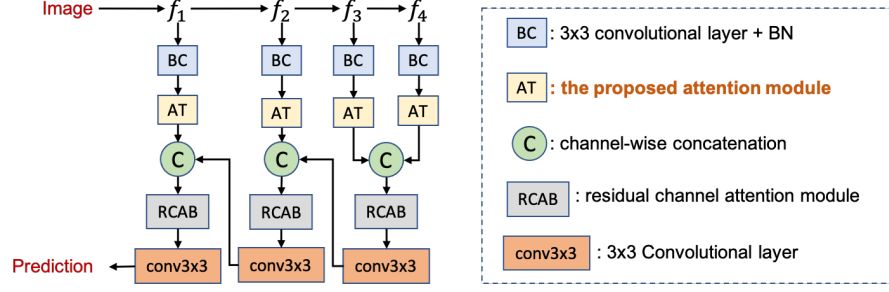 Image f1 f2 f3 f4
BC BC BC BC
AT AT AT AT
C C C
RCAB RCAB RCAB
Prediction conv3x3 conv3x3 conv3x3
BC : 3x3 convolutional layer + BN
AT : the proposed attention module
C : channel-wise concatenation
RCAB : residual channel attention module
conv3x3 : 3x3 Convolutional layer